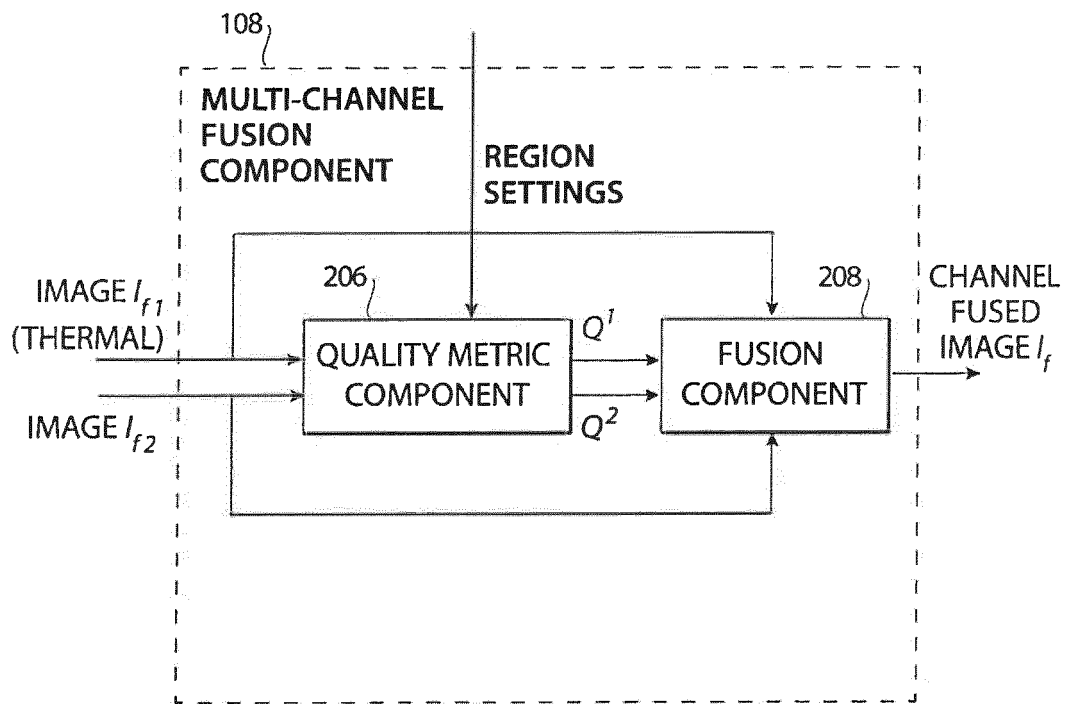 108
MULTI-CHANNEL
FUSION
COMPONENT
REGION
SETTINGS
IMAGE I_{f1}
(THERMAL)
IMAGE I_{f2}
206
QUALITY METRIC
COMPONENT
Q^1
Q^2
208
FUSION
COMPONENT
CHANNEL
FUSED
IMAGE I_f